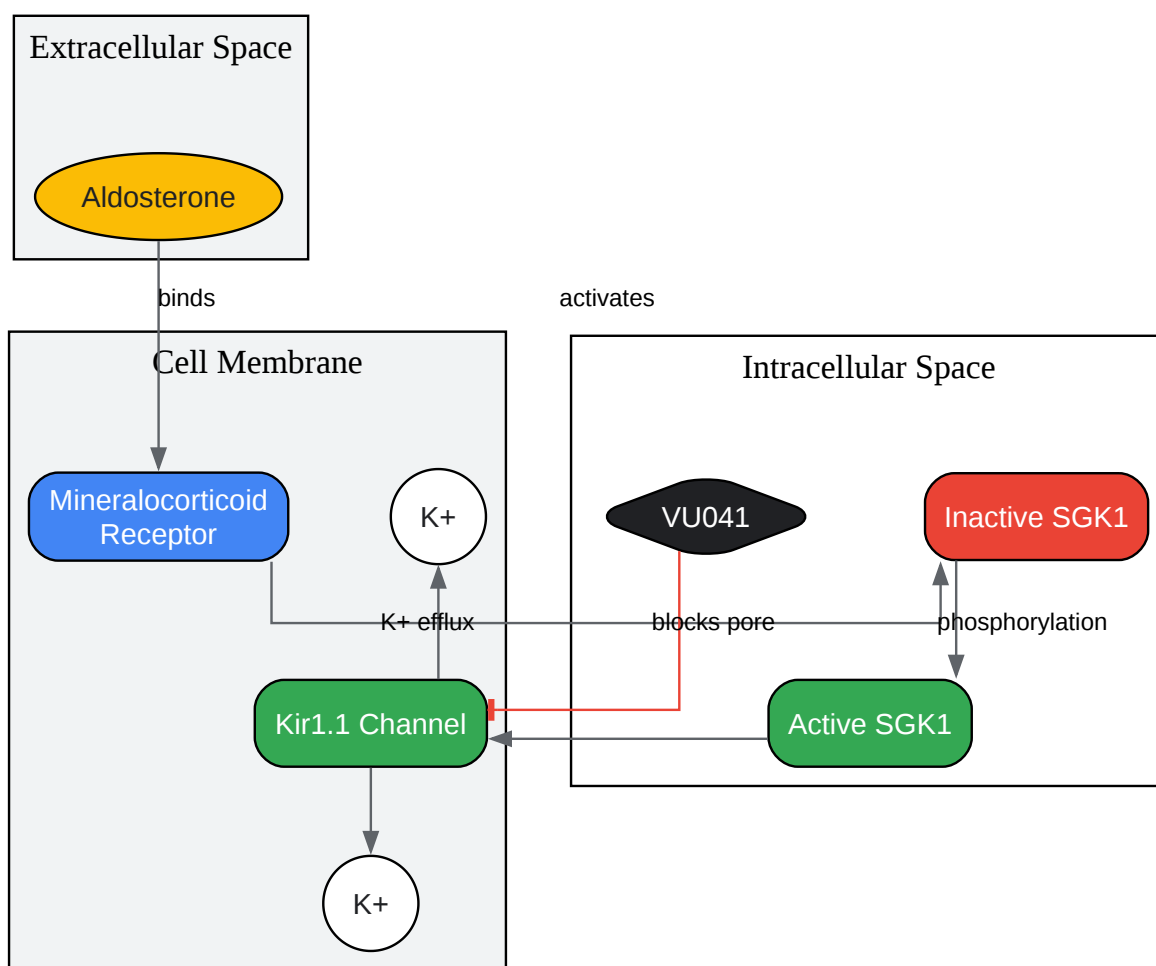 Extracellular Space
Aldosterone
binds
activates
Cell Membrane
Intracellular Space
Mineralocorticoid
Receptor
K+
VU041
Inactive SGK1
K+ efflux
blocks pore
phosphorylation
Kir1.1 Channel
Active SGK1
K+